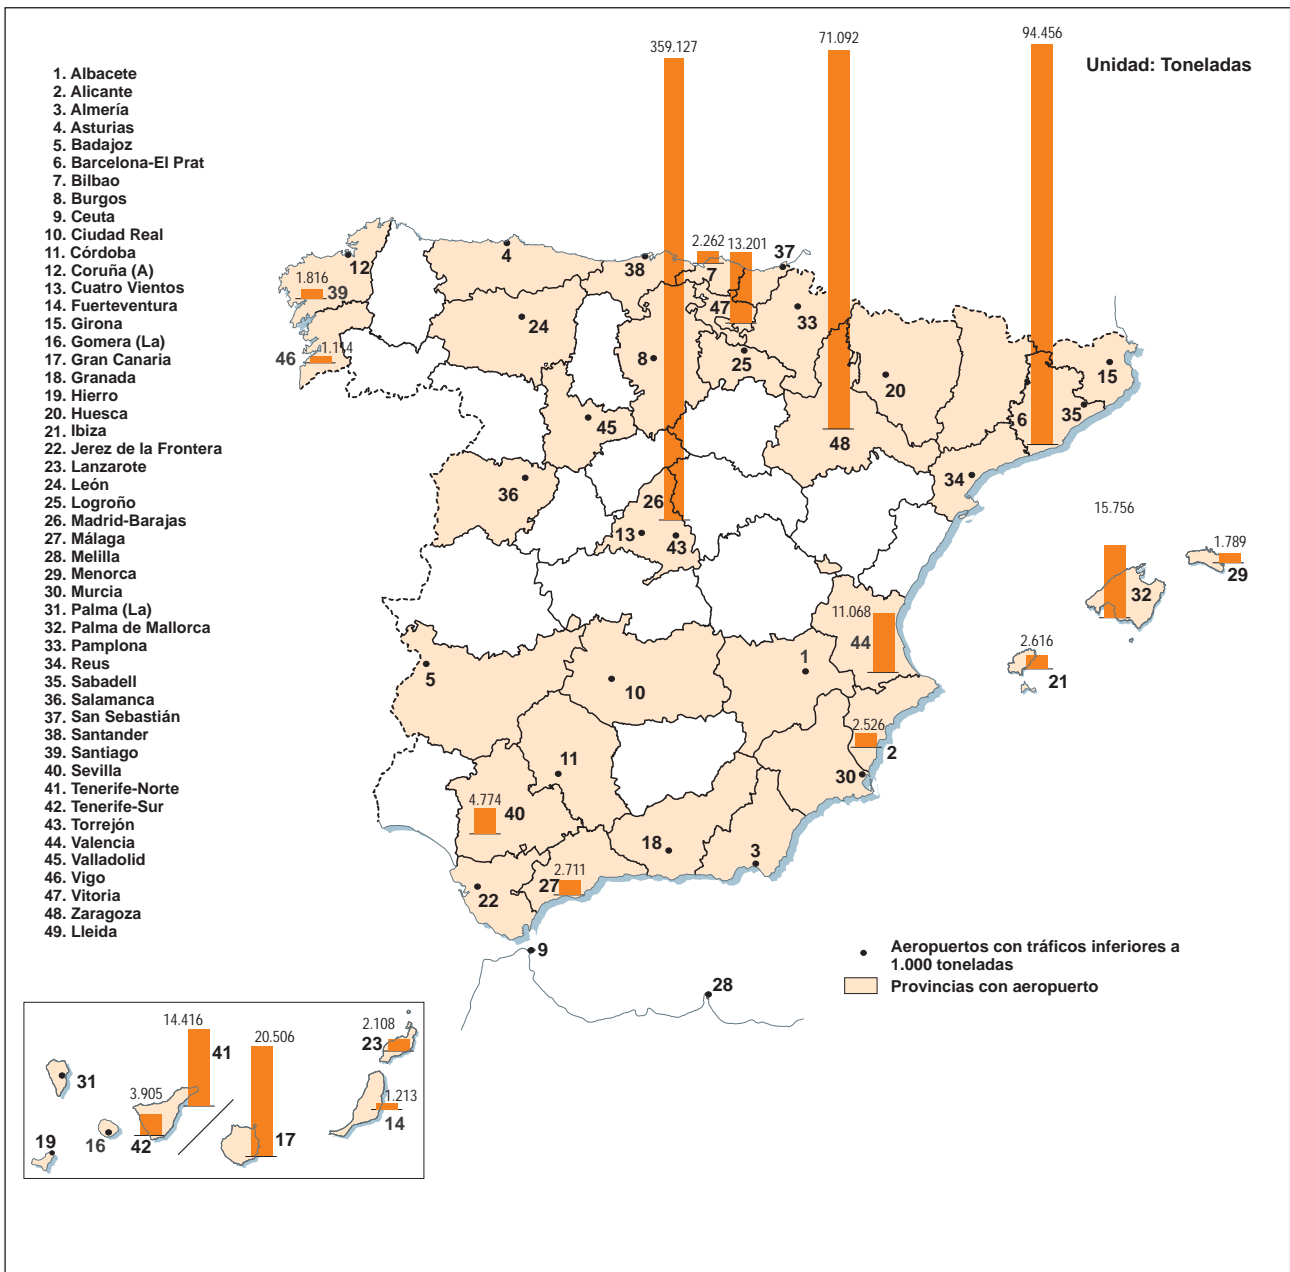 359.127
71.092
94.456
Unidad: Toneladas
1. Albacete
2. Alicante
3. Almería
4. Asturias
5. Badajoz
6. Barcelona-El Prat
7. Bilbao
8. Burgos
9. Ceuta
10. Ciudad Real
11. Córdoba
12. Coruña (A)
13. Cuatro Vientos
14. Fuerteventura
15. Girona
16. Gomera (La)
17. Gran Canaria
18. Granada
19. Hierro
20. Huesca
21. Ibiza
22. Jerez de la Frontera
23. Lanzarote
24. León
25. Logroño
26. Madrid-Barajas
27. Málaga
28. Melilla
29. Menorca
30. Murcia
31. Palma (La)
32. Palma de Mallorca
33. Pamplona
34. Reus
35. Sabadell
36. Salamanca
37. San Sebastián
38. Santander
39. Santiago
40. Sevilla
41. Tenerife-Norte
42. Tenerife-Sur
43. Torrejón
44. Valencia
45. Valladolid
46. Vigo
47. Vitoria
48. Zaragoza
49. Lleida
4
2.262
13.201
37
12
38
7
1.816
39
47
33
24
1.114
46
8
25
20
15
6
35
45
48
36
26
34
13
43
15.756
1.789
29
32
11.068
44
2.616
21
1
5
10
2.526
2
11
30
4.774
40
18
3
2.711
27
22
9
28
Aeropuertos con tráficos inferiores a
1.000 toneladas
Provincias con aeropuerto
14.416
41
20.506
2.108
23
31
3.905
1.213
14
19
16
42
17